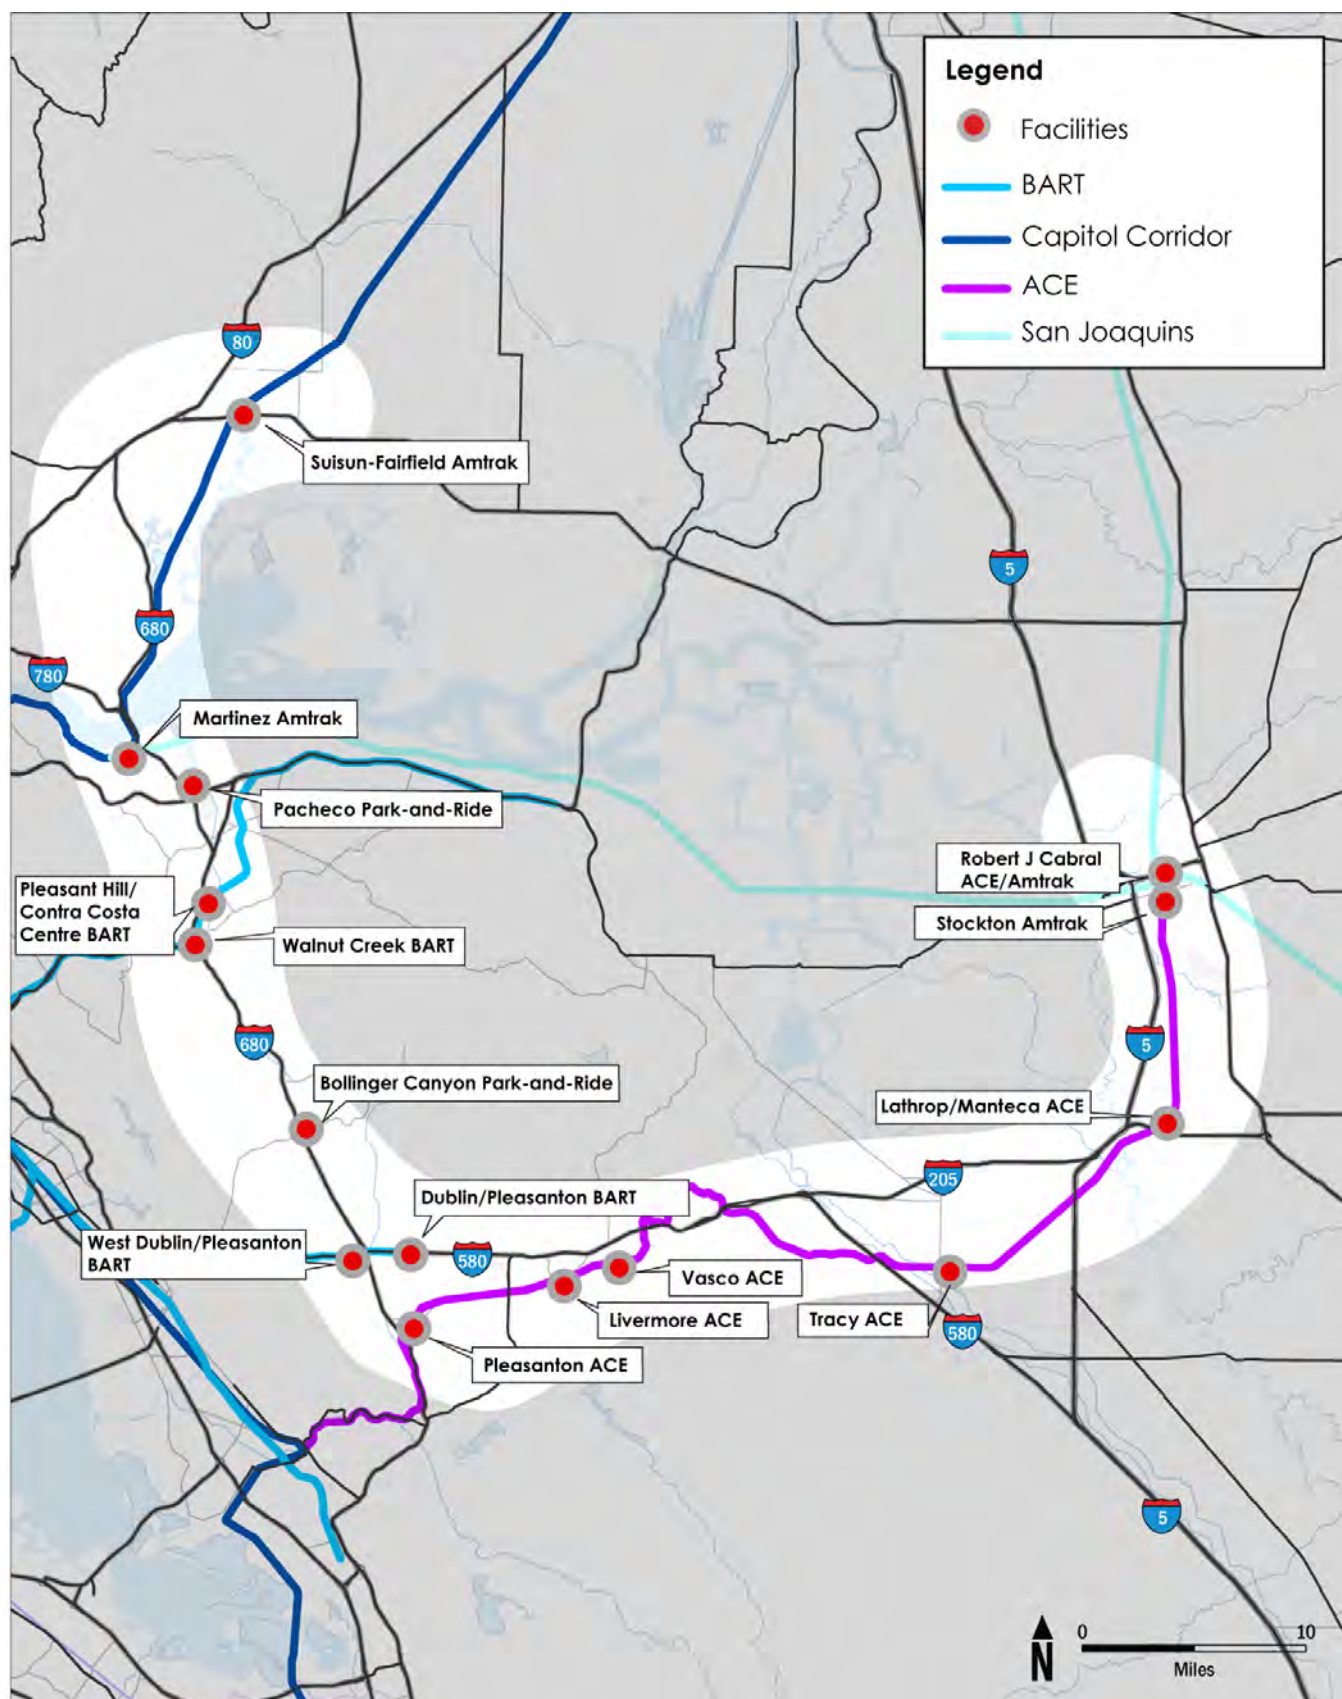 Legend
Facilities
BART
Capitol Corridor
ACE
San Joaquins
80
Suisun-Fairfield Amtrak
5
680
780
Martinez Amtrak
Pacheco Park-and-Ride
Robert J Cabral
ACE/Amtrak
Pleasant Hill/
Contra Costa
Centre BART
Stockton Amtrak
Walnut Creek BART
680
5
Bollinger Canyon Park-and-Ride
Lathrop/Manteca ACE
205
Dublin/Pleasanton BART
West Dublin/Pleasanton
BART
580
Vasco ACE
Livermore ACE
Tracy ACE
580
Pleasanton ACE
5
N
0 10
Miles